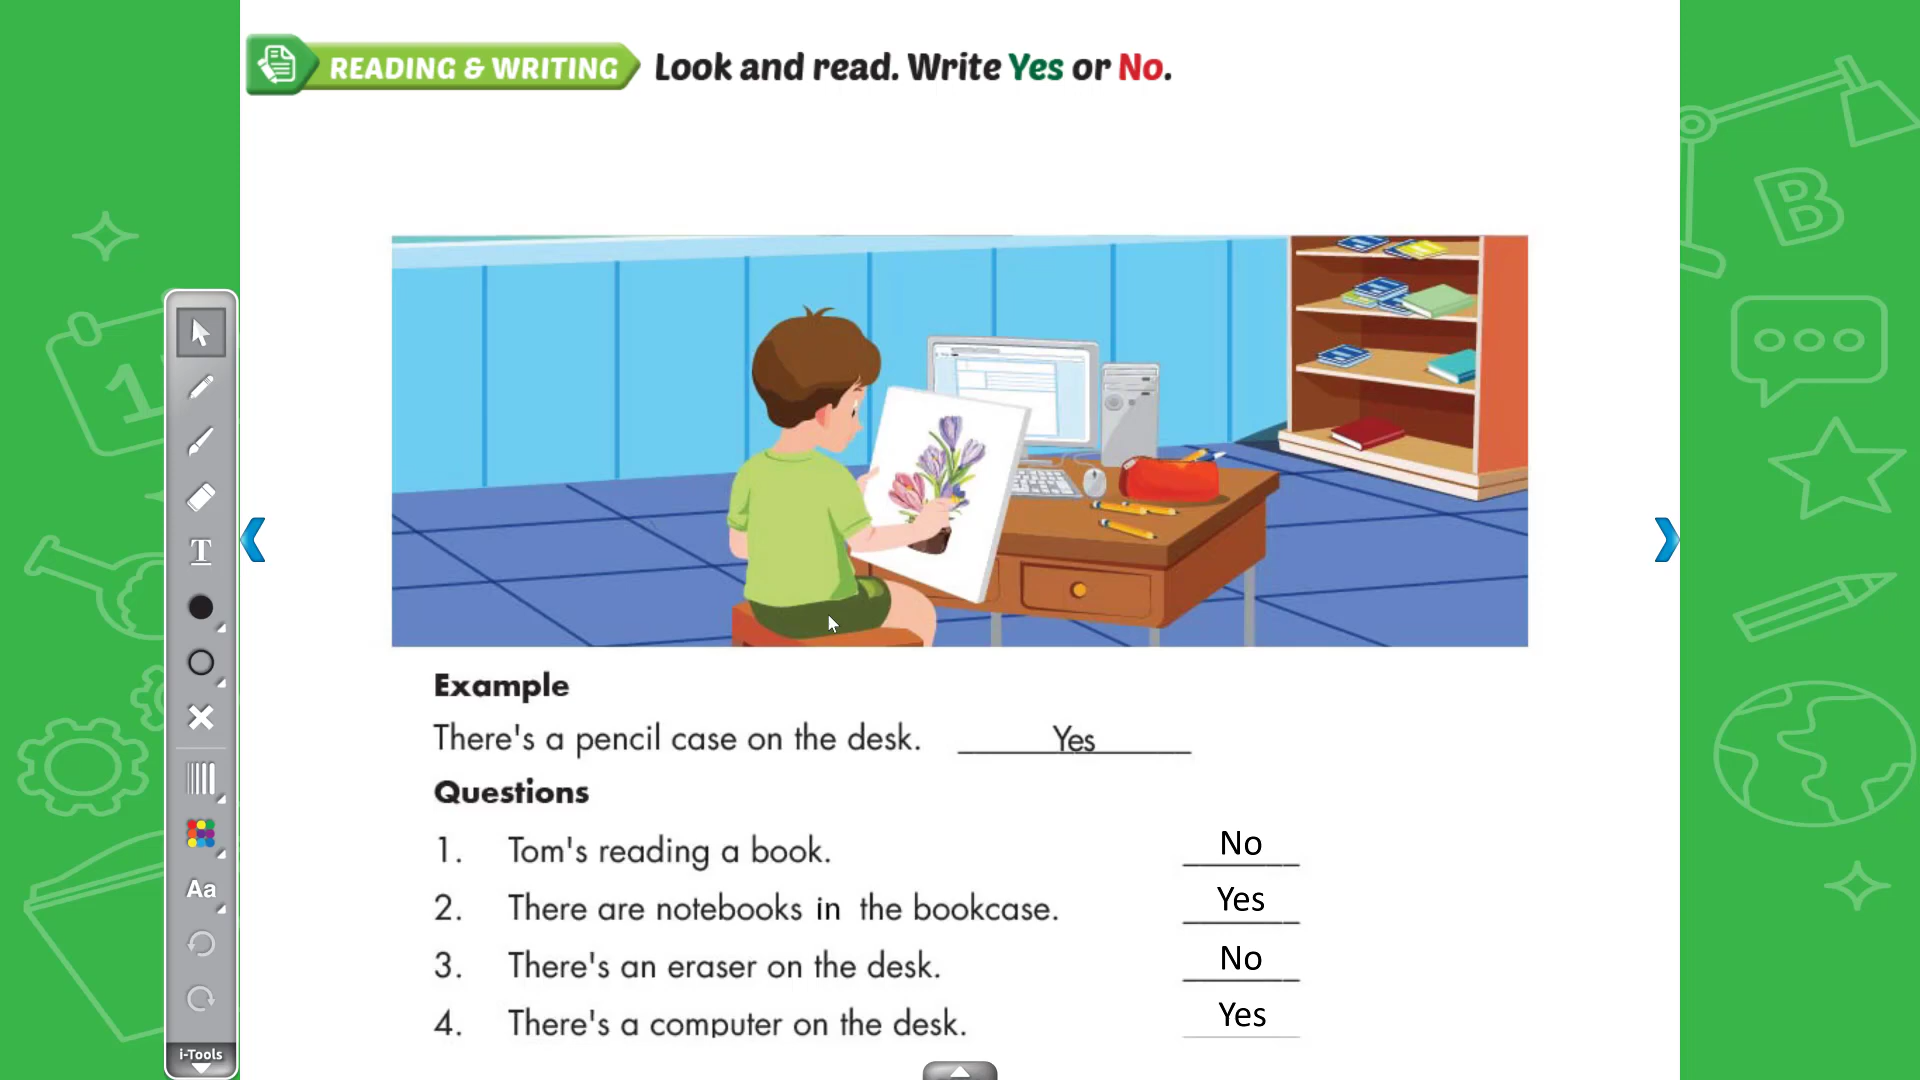 READING & WRITING Look and read. Write Yes or No.
Example
There's a pencil case on the desk. Yes
Questions
1. Tom's reading a book. No
2. There are notebooks in the bookcase. Yes
3. There's an eraser on the desk. No
4. There's a computer on the desk. Yes
T
Aa
i-Tools
1
B